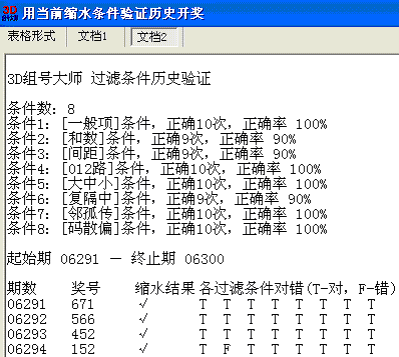 用当前缩水条件验证历史开奖
表格形式 文档1 文档2
3D组号大师 过滤条件历史验证
条件数: 8
条件1: [一般项]条件, 正确10次, 正确率 100%
条件2: [和数]条件, 正确9次, 正确率 90%
条件3: [间距]条件, 正确9次, 正确率 90%
条件4: [012路]条件, 正确10次, 正确率 100%
条件5: [大中小]条件, 正确10次, 正确率 100%
条件6: [复隔中]条件, 正确9次, 正确率 90%
条件7: [邻孤传]条件, 正确10次, 正确率 100%
条件8: [码散偏]条件, 正确10次, 正确率 100%
起始期 06291 — 终止期 06300
期数 奖号 缩水结果 各过滤条件对错(T-对, F-错)
06291 671 √ T T T T T T T T
06292 566 √ T T T T T T T T
06293 452 √ T T T T T T T T
06294 152 √ T F T T T T T T